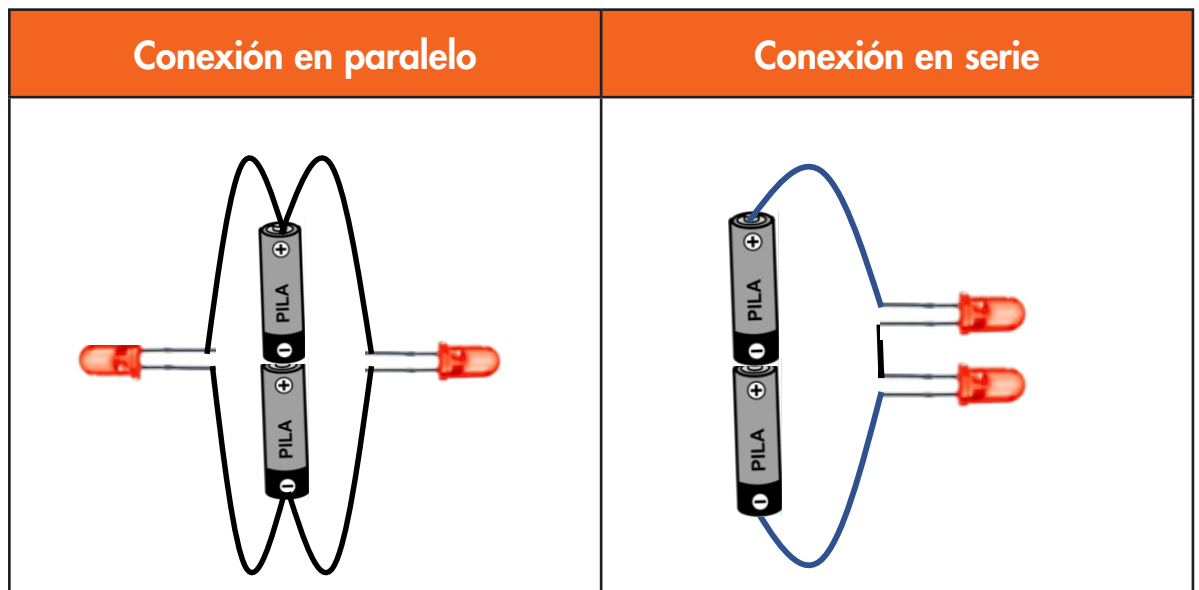 Conexión en paralelo
Conexión en serie
+
PILA
-
+
PILA
-
+
PILA
-
+
PILA
-